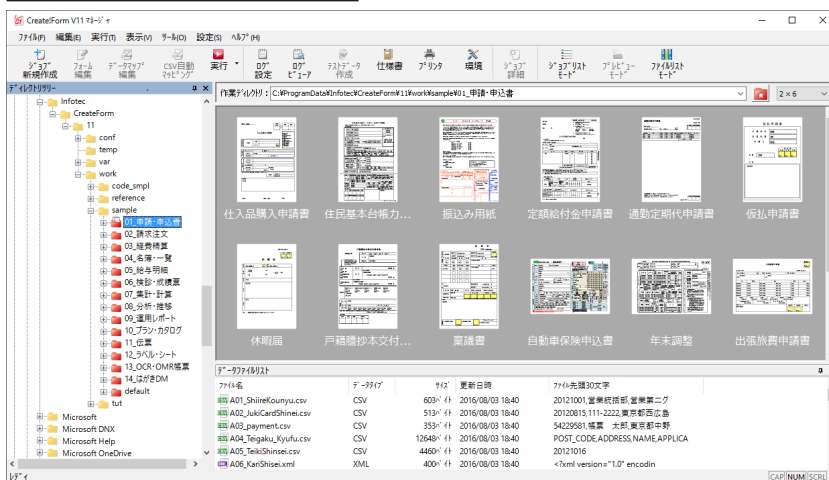 Create!Form V11 ﾏﾈｰｼﾞｬ
ﾌｧｲﾙ(F) 編集(E) 実行(T) 表示(V) ﾂｰﾙ(O) 設定(S) ﾍﾙﾌﾟ(H)
ｼﾞｮﾌﾞ新規作成 ﾌｫｰﾑ編集 ﾃﾞｰﾀﾏｯﾌﾟ編集 CSV自動ﾏｯﾋﾟﾝｸﾞ 実行 ﾛｸﾞ設定 ﾛｸﾞﾋﾞｭｰｱ ﾃｽﾄﾃﾞｰﾀ作成 仕様書 ﾌﾟﾘﾝﾀ 環境 ｼﾞｮﾌﾞ詳細 ｼﾞｮﾌﾞﾘｽﾄﾓｰﾄﾞ ﾌﾟﾚﾋﾞｭｰﾓｰﾄﾞ ﾌｧｲﾙﾘｽﾄﾓｰﾄﾞ
ﾃﾞｨﾚｸﾄﾘﾂﾘｰ
Infotec
CreateForm
11
conf
temp
var
work
code_smpl
reference
sample
01_申請・申込書
02_請求注文
03_経費精算
04_名簿・一覧
05_給与明細
06_検診・成績票
07_集計・計算
08_分析・推移
09_運用レポート
10_プラン・カタログ
11_伝票
12_ラベル・シート
13_OCR・OMR帳票
14_はがきDM
default
tut
Microsoft
Microsoft DNX
Microsoft Help
Microsoft OneDrive
作業ﾃﾞｨﾚｸﾄﾘ: C:¥ProgramData¥Infotec¥CreateForm¥11¥work¥sample¥01_申請・申込書 2×6
仕入品購入申請書 住民基本台帳カ... 振込み用紙 定額給付金申請書 通勤定期代申請書 仮払申請書
休暇届 戸籍謄抄本交付... 稟議書 自動車保険申込書 年末調整 出張旅費申請書
ﾃﾞｰﾀﾌｧｲﾙﾘｽﾄ
ﾌｧｲﾙ名 ﾃﾞｰﾀﾀｲﾌﾟ ｻｲｽﾞ 更新日時 ﾌｧｲﾙ先頭30文字
A01_ShiireKounyu.csv CSV 603ﾊﾞｲﾄ 2016/08/03 18:40 20121001,営業統括部,営業第二グ
A02_JukiCardShinei.csv CSV 513ﾊﾞｲﾄ 2016/08/03 18:40 20120815,111-2222,東京都西広島
A03_payment.csv CSV 353ﾊﾞｲﾄ 2016/08/03 18:40 54229581,帳票 太郎,東京都中野
A04_Teigaku_Kyufu.csv CSV 12648ﾊﾞｲﾄ 2016/08/03 18:40 POST_CODE,ADDRESS,NAME,APPLICA
A05_TeikiShinsei.csv CSV 4460ﾊﾞｲﾄ 2016/08/03 18:40 20121016
A06_KariShisei.xml XML 400ﾊﾞｲﾄ 2016/08/03 18:40 <?xml version="1.0" encodin
ﾚﾃﾞｨ CAP NUM SCRL